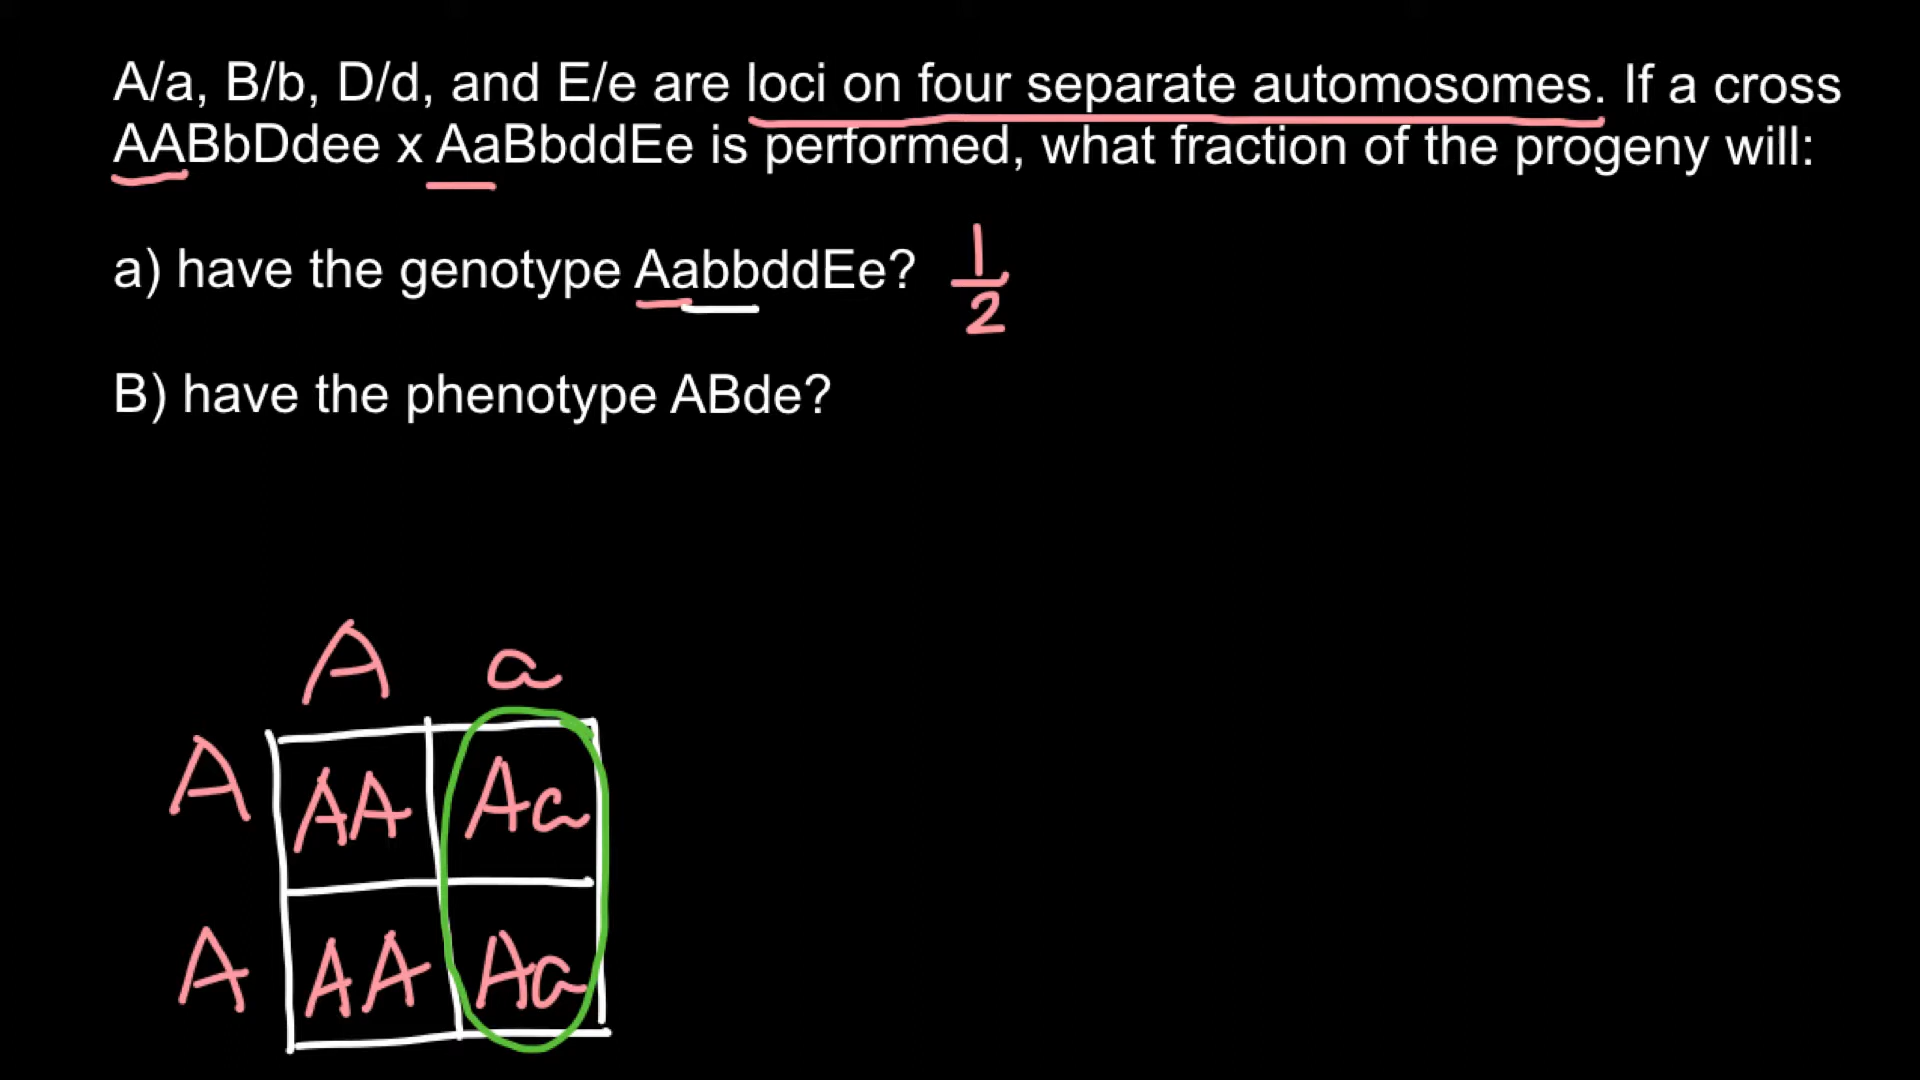 A/a, B/b, D/d, and E/e are loci on four separate automosomes. If a cross
AABbDdee x AaBbddEe is performed, what fraction of the progeny will:
a) have the genotype AabbddEe? 1/2
B) have the phenotype ABde?
A a
A AA Aa
A AA Aa